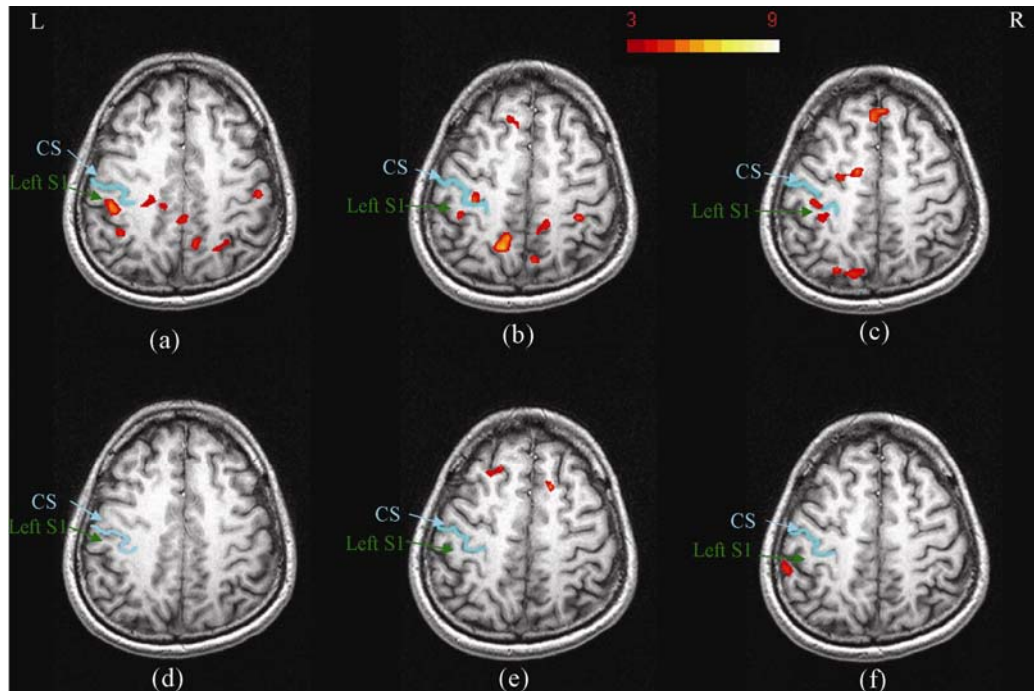 L
3
9
R
CS
Left S1
CS
Left S1
CS
Left S1
(a)
(b)
(c)
CS
Left S1
CS
Left S1
CS
Left S1
(d)
(e)
(f)